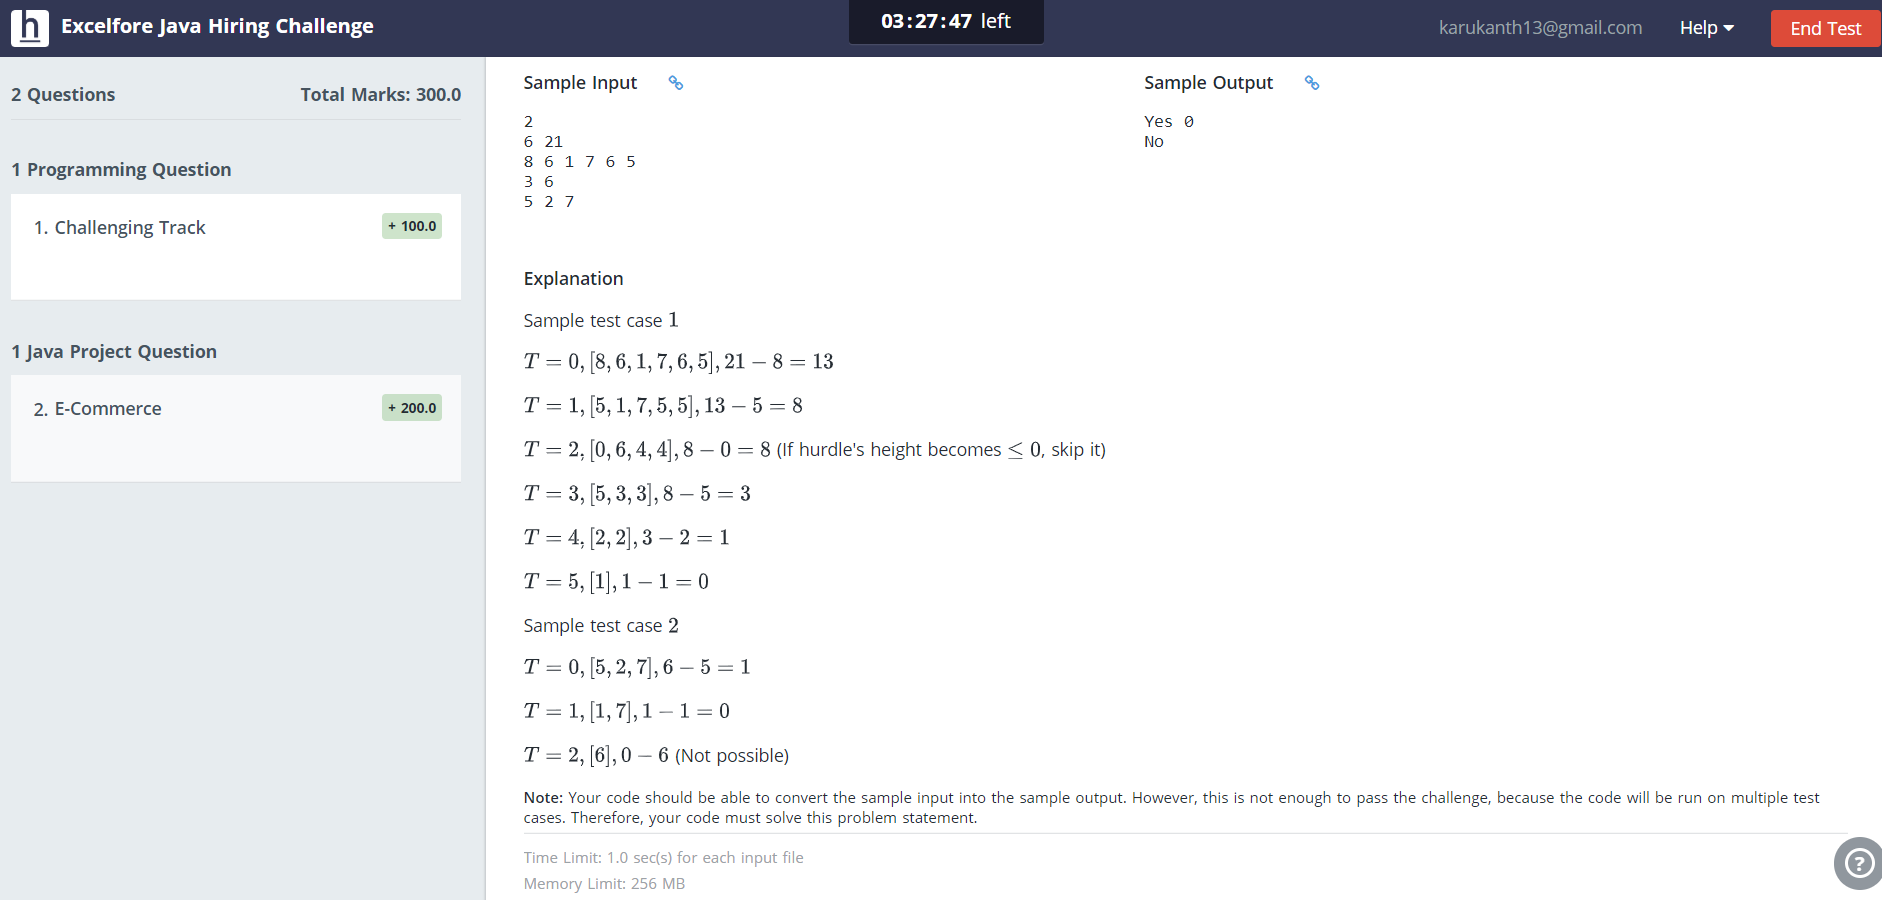 h Excelfore Java Hiring Challenge
03:27:47 left
karukanth13@gmail.com
Help
End Test
2 Questions
Total Marks: 300.0
1 Programming Question
1. Challenging Track
+ 100.0
1 Java Project Question
2. E-Commerce
+ 200.0
Sample Input
2
6 21
8 6 1 7 6 5
3 6
5 2 7
Sample Output
Yes 0
No
Explanation
Sample test case 1
T = 0, [8, 6, 1, 7, 6, 5], 21 − 8 = 13
T = 1, [5, 1, 7, 5, 5], 13 − 5 = 8
T = 2, [0, 6, 4, 4], 8 − 0 = 8 (If hurdle's height becomes ≤ 0, skip it)
T = 3, [5, 3, 3], 8 − 5 = 3
T = 4, [2, 2], 3 − 2 = 1
T = 5, [1], 1 − 1 = 0
Sample test case 2
T = 0, [5, 2, 7], 6 − 5 = 1
T = 1, [1, 7], 1 − 1 = 0
T = 2, [6], 0 − 6 (Not possible)
Note: Your code should be able to convert the sample input into the sample output. However, this is not enough to pass the challenge, because the code will be run on multiple test
cases. Therefore, your code must solve this problem statement.
Time Limit: 1.0 sec(s) for each input file
Memory Limit: 256 MB
?